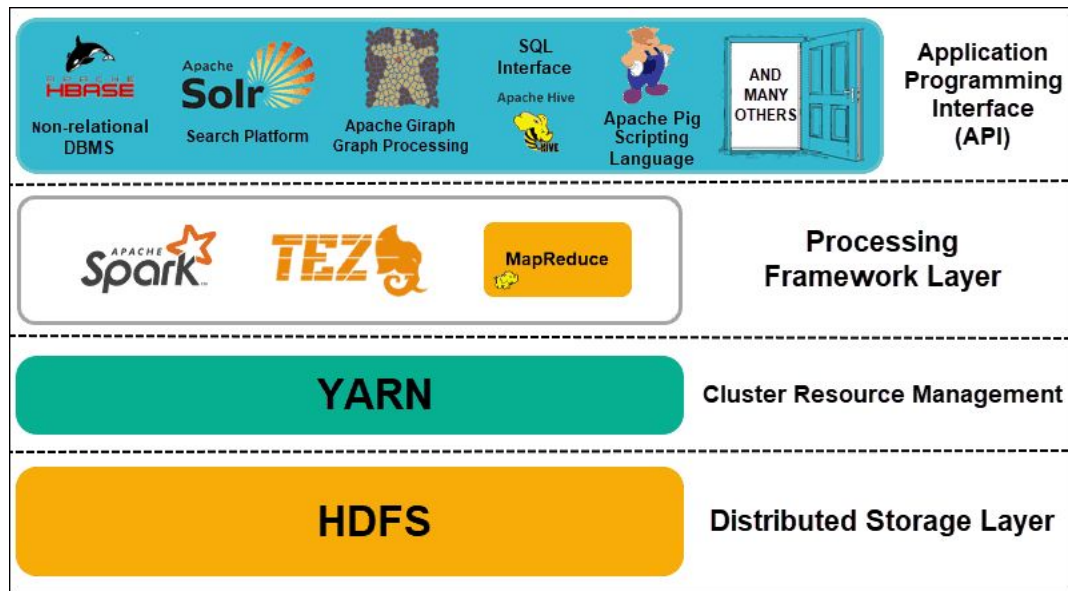 APACHE
HBASE
Non-relational
DBMS
Apache
Solr
Search Platform
Apache Giraph
Graph Processing
SQL
Interface
Apache Hive
HIVE
Apache Pig
Scripting
Language
AND
MANY
OTHERS
Application
Programming
Interface
(API)
APACHE
Spark™
TEZ
MapReduce
Processing
Framework Layer
YARN
Cluster Resource Management
HDFS
Distributed Storage Layer